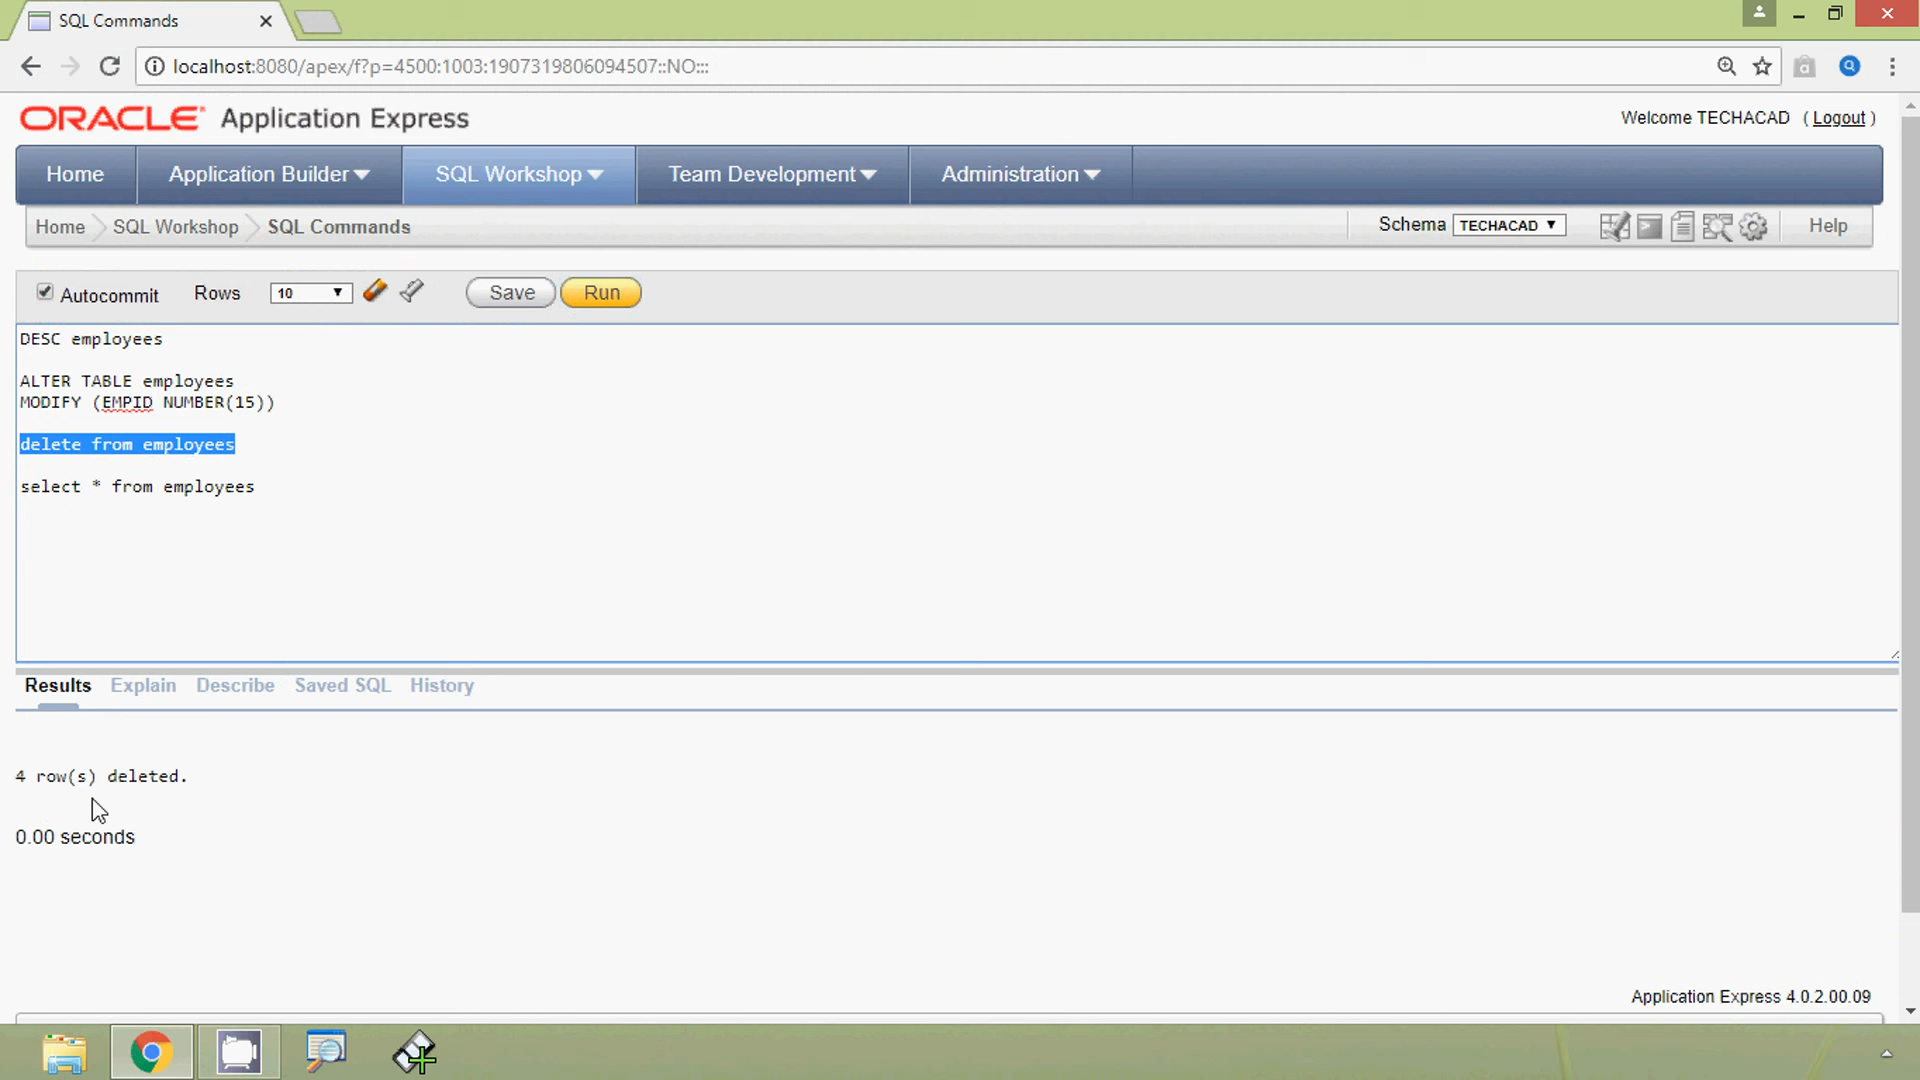 SQL Commands
localhost:8080/apex/f?p=4500:1003:1907319806094507::NO:::
ORACLE Application Express
Welcome TECHACAD ( Logout )
Home Application Builder SQL Workshop Team Development Administration
Home SQL Workshop SQL Commands Schema TECHACAD Help
Autocommit Rows 10 Save Run
DESC employees
ALTER TABLE employees
MODIFY (EMPID NUMBER(15))
delete from employees
select * from employees
Results Explain Describe Saved SQL History
4 row(s) deleted.
0.00 seconds
Application Express 4.0.2.00.09